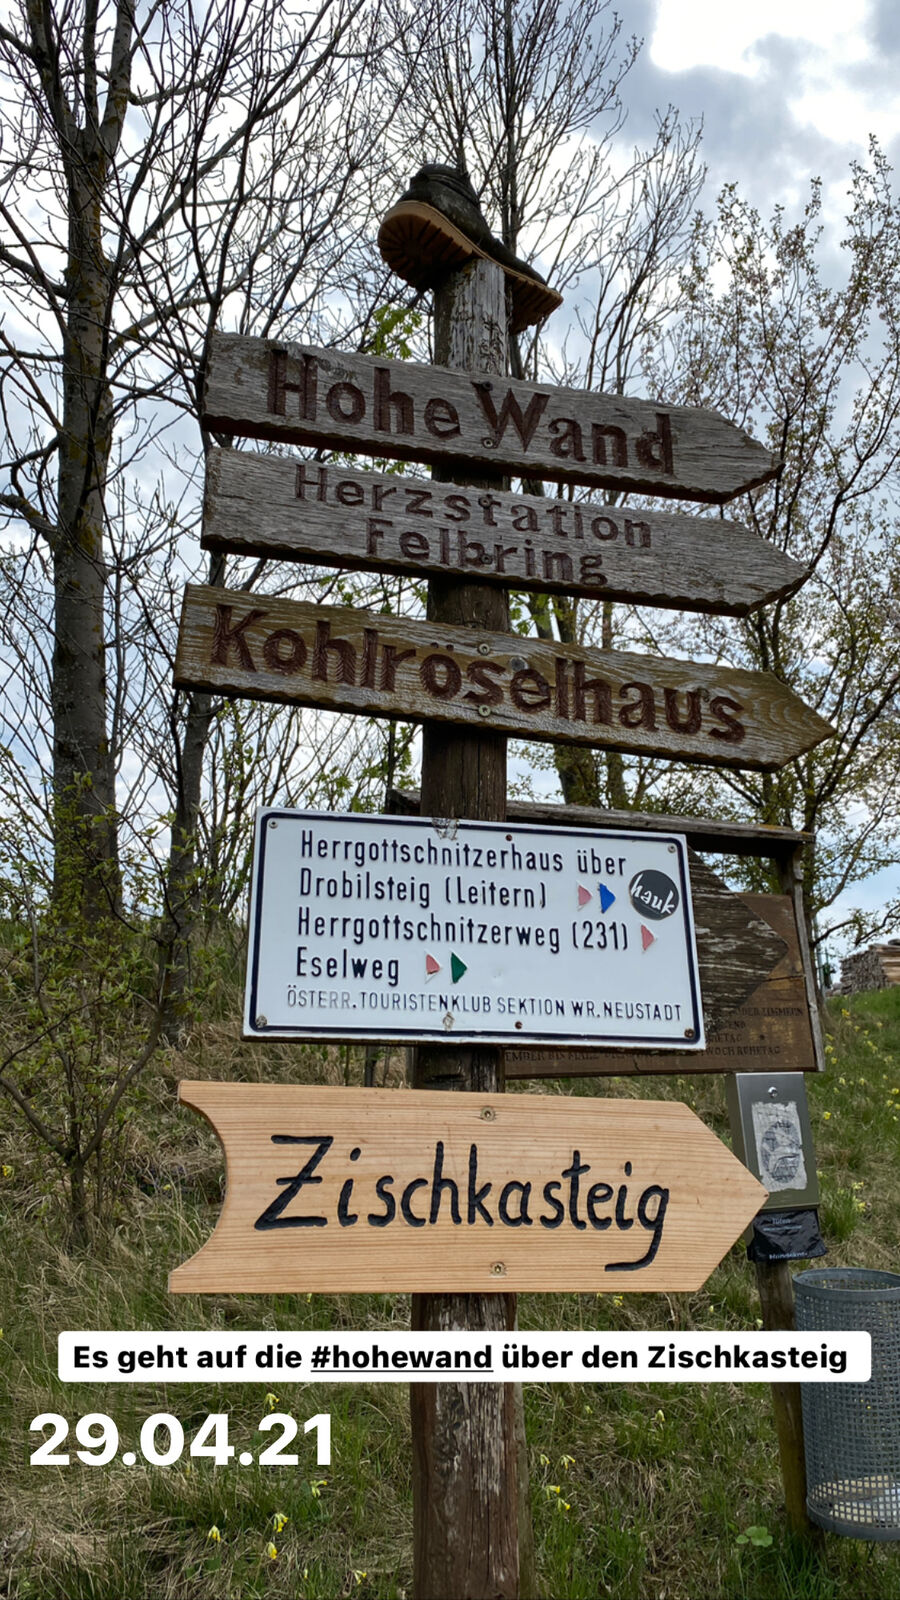 Hohe Wand
Herzstation
Felbring
Kohlröselhaus
Herrgottschnitzerhaus über
Drobilsteig (Leitern)
hauk
Herrgottschnitzerweg (231)
Eselweg
ÖSTERR. TOURISTENKLUB SEKTION WR. NEUSTADT
Zischkasteig
Es geht auf die #hohewand über den Zischkasteig
29.04.21